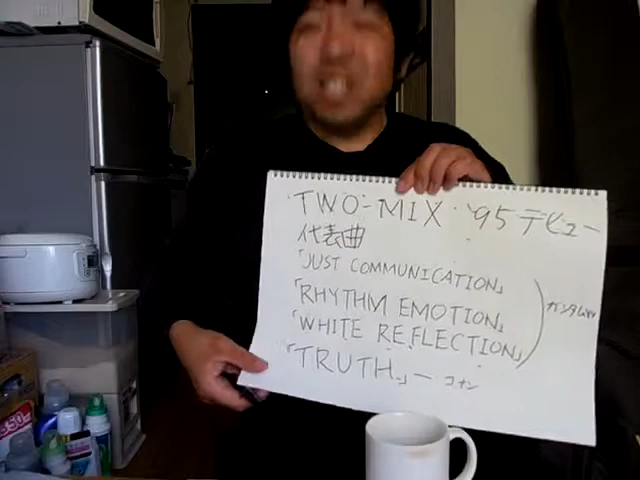 TWO-MIX '95デビュー
代表曲
「JUST COMMUNICATION」
「RHYTHM EMOTION」
「WHITE REFLECTION」
ガンダムW
「TRUTH」ー コナン